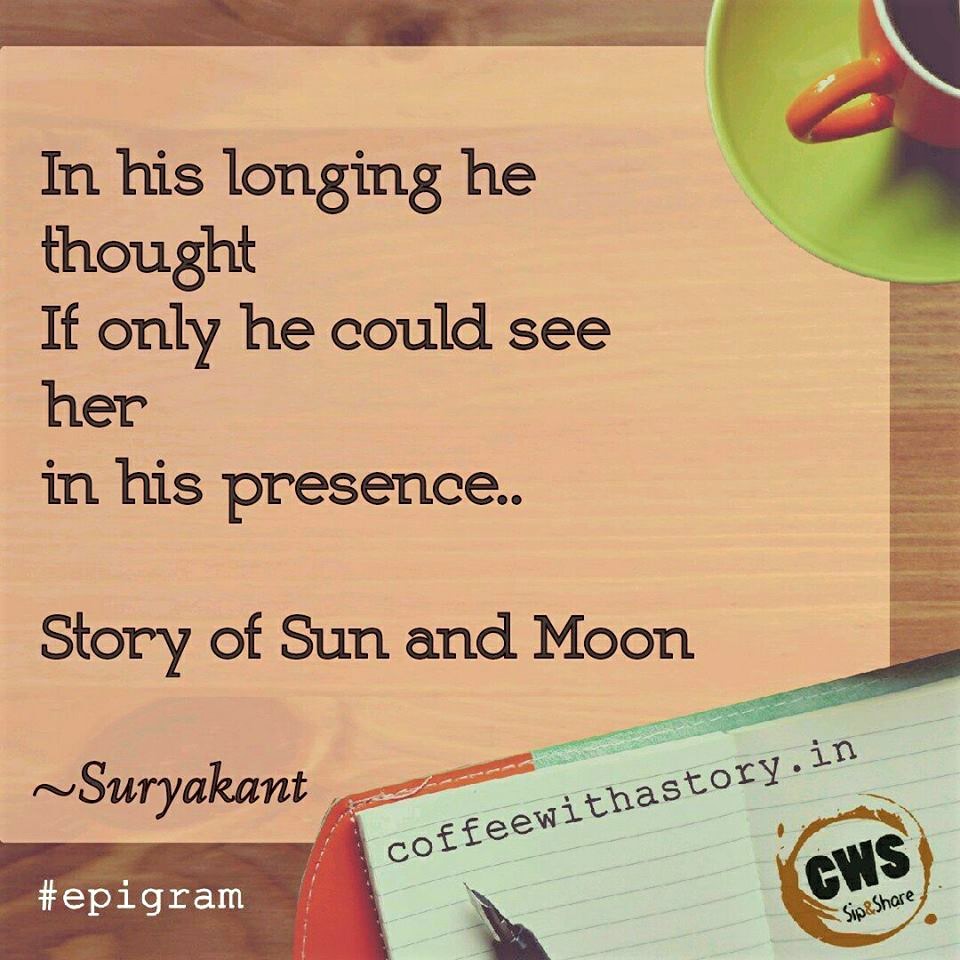 In his longing he
thought
If only he could see
her
in his presence..
Story of Sun and Moon
~Suryakant
coffeewithastory.in
#epigram
CWS
Sip&Share